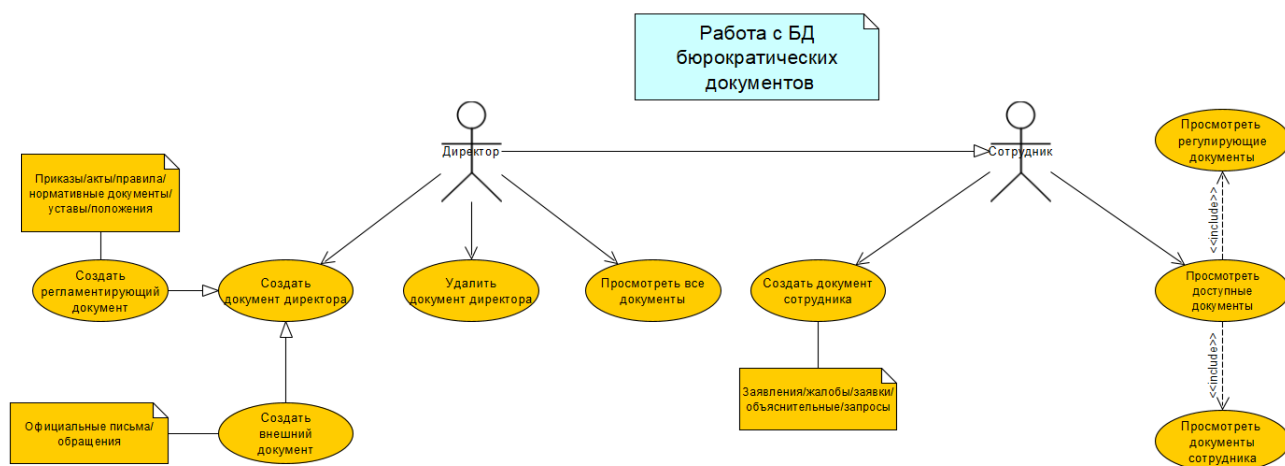 Работа с БД
бюрократических
документов
Директор
Сотрудник
Просмотреть
регулирующие
документы
Приказы/акты/правила/
нормативные документы/
уставы/положения
<<include>>
Создать
регламентирующий
документ
Создать
документ директора
Удалить
документ директора
Просмотреть все
документы
Создать документ
сотрудника
Просмотреть
доступные
документы
<<include>>
Заявления/жалобы/заявки/
объяснительные/запросы
Официальные письма/
обращения
Создать
внешний
документ
Просмотреть
документы
сотрудника